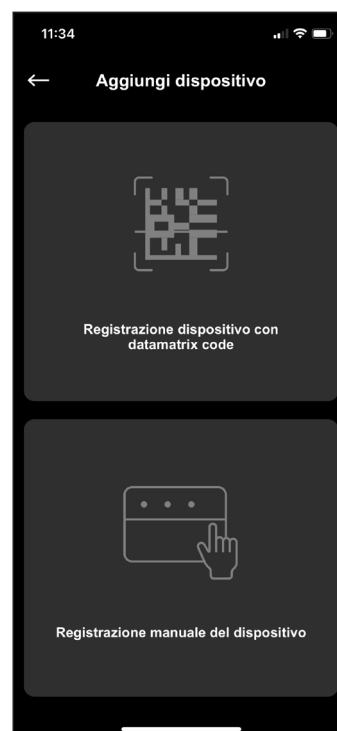 11:34
Aggiungi dispositivo
Registrazione dispositivo con
datamatrix code
Registrazione manuale del dispositivo